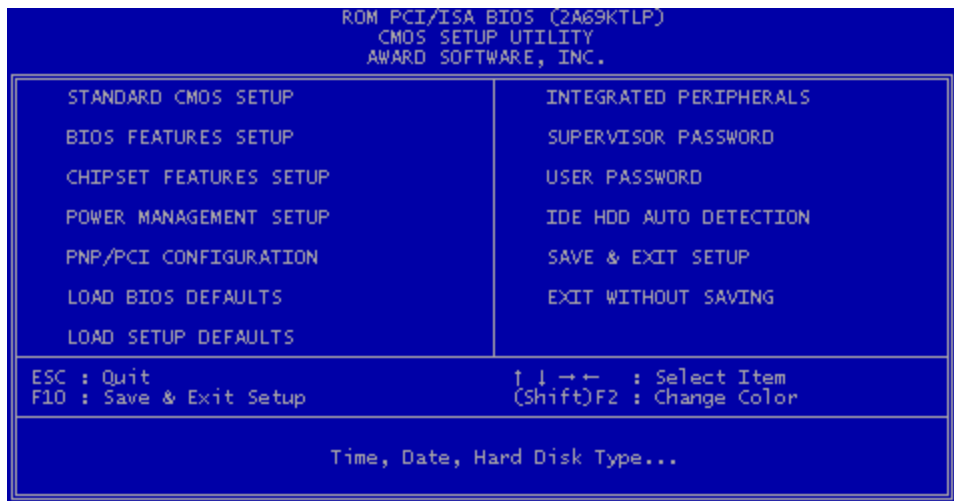 ROM PCI/ISA BIOS (2A69KTLP)
CMOS SETUP UTILITY
AWARD SOFTWARE, INC.
STANDARD CMOS SETUP
BIOS FEATURES SETUP
CHIPSET FEATURES SETUP
POWER MANAGEMENT SETUP
PNP/PCI CONFIGURATION
LOAD BIOS DEFAULTS
LOAD SETUP DEFAULTS
INTEGRATED PERIPHERALS
SUPERVISOR PASSWORD
USER PASSWORD
IDE HDD AUTO DETECTION
SAVE & EXIT SETUP
EXIT WITHOUT SAVING
ESC : Quit
F10 : Save & Exit Setup
↑ ↓ → ← : Select Item
(Shift)F2 : Change Color
Time, Date, Hard Disk Type...